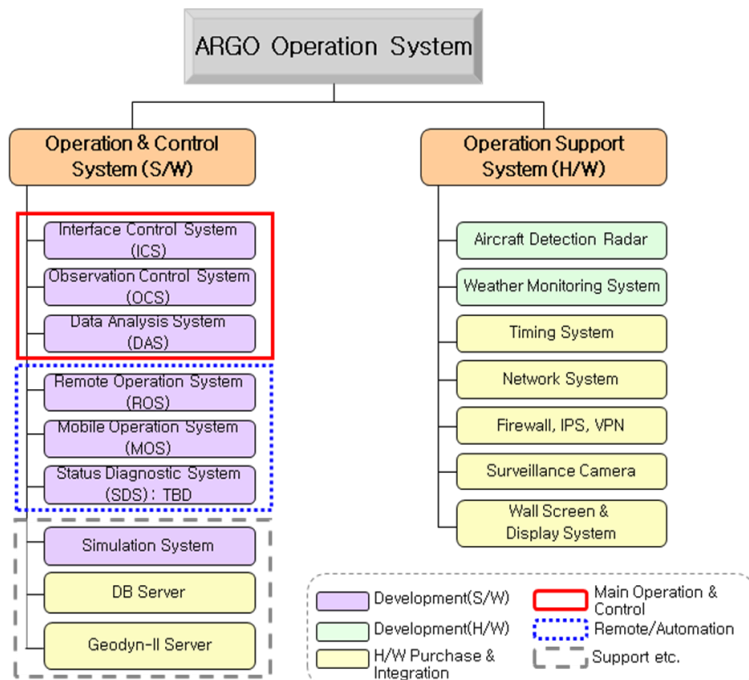 ARGO Operation System
Operation & Control
System (S/W)
Interface Control System
(ICS)
Observation Control System
(OCS)
Data Analysis System
(DAS)
Remote Operation System
(ROS)
Mobile Operation System
(MOS)
Status Diagnostic System
(SDS) : TBD
Simulation System
DB Server
Geodyn-II Server
Operation Support
System (H/W)
Aircraft Detection Radar
Weather Monitoring System
Timing System
Network System
Firewall, IPS, VPN
Surveillance Camera
Wall Screen &
Display System
Development(S/W)
Development(H/W)
H/W Purchase &
Integration
Main Operation &
Control
Remote/Automation
Support etc.